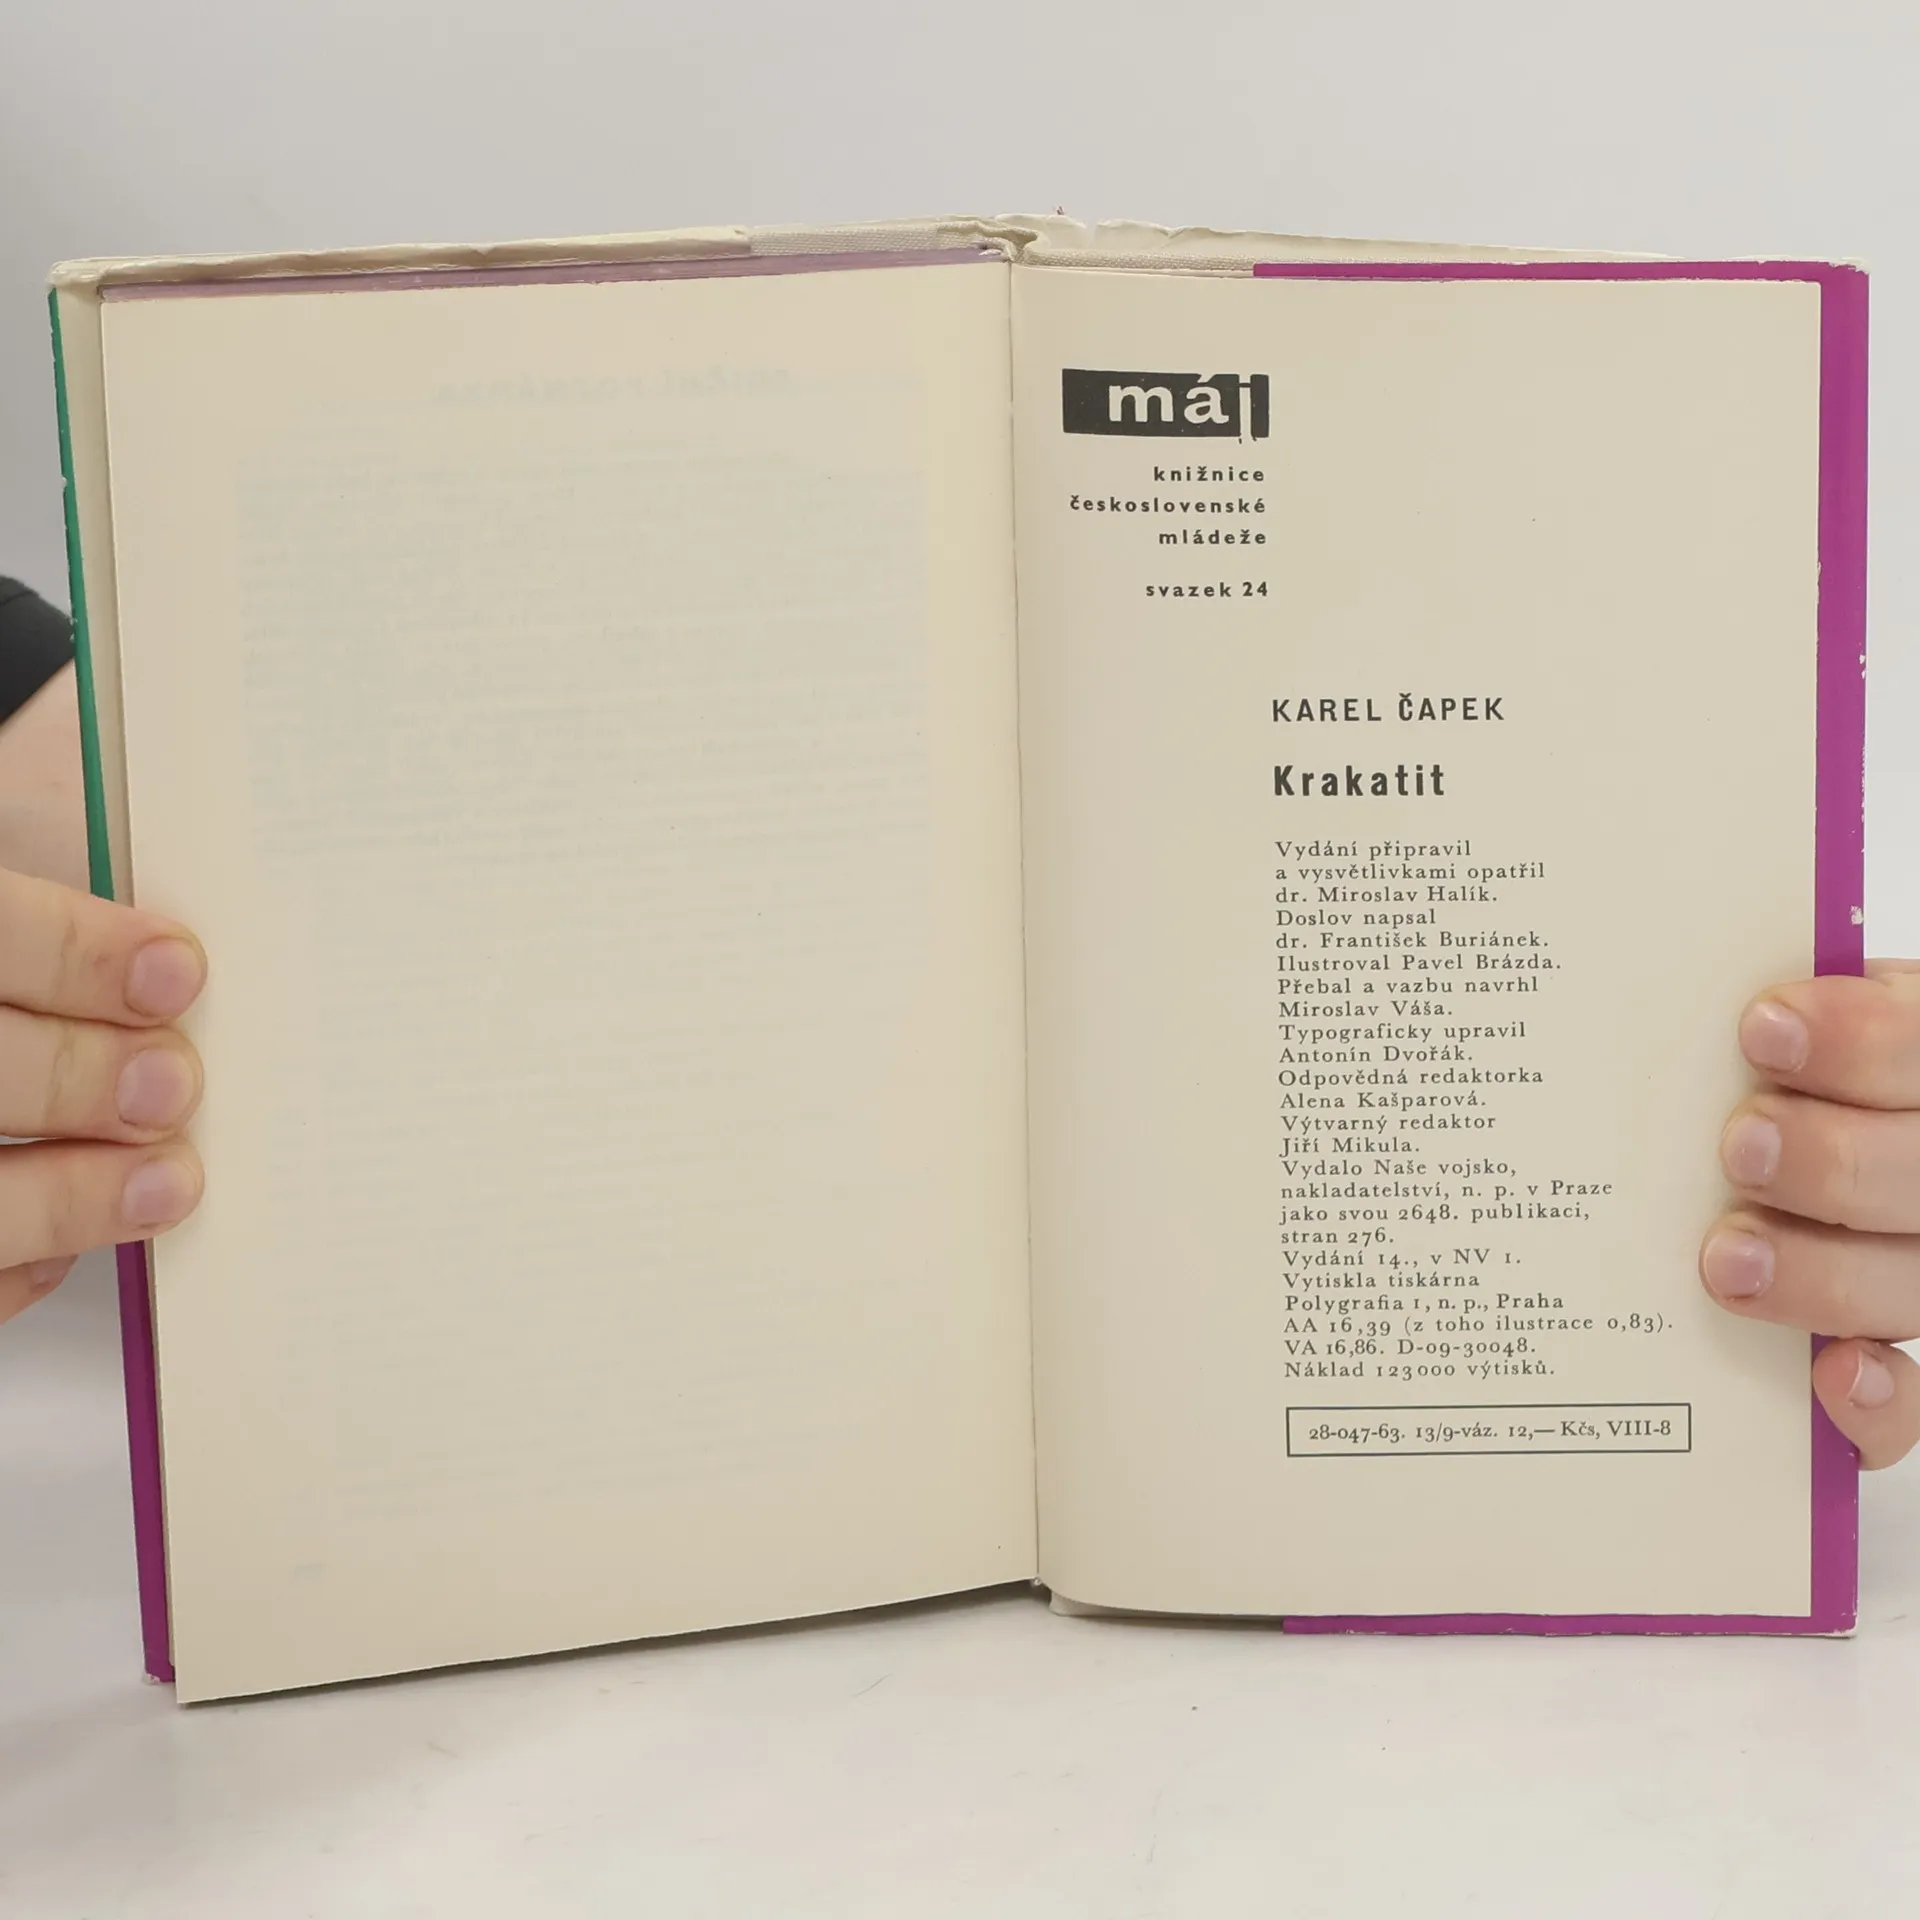 máj
knižnice
československé
mládeže
svazek 24
KAREL ČAPEK
Krakatit
Vydání připravil
a vysvětlivkami opatřil
dr. Miroslav Halík.
Doslov napsal
dr. František Buriánek.
Ilustroval Pavel Brázda.
Přebal a vazbu navrhl
Miroslav Váša.
Typograficky upravil
Antonín Dvořák.
Odpovědná redaktorka
Alena Kašparová.
Výtvarný redaktor
Jiří Mikula.
Vydalo Naše vojsko,
nakladatelství, n. p. v Praze
jako svou 2648. publikaci,
stran 276.
Vydání 14., v NV 1.
Vytiskla tiskárna
Polygrafia 1, n. p., Praha
AA 16,39 (z toho ilustrace 0,83).
VA 16,86. D-09-30048.
Náklad 123000 výtisků.
28-047-63. 13/9-váz. 12,— Kčs, VIII-8